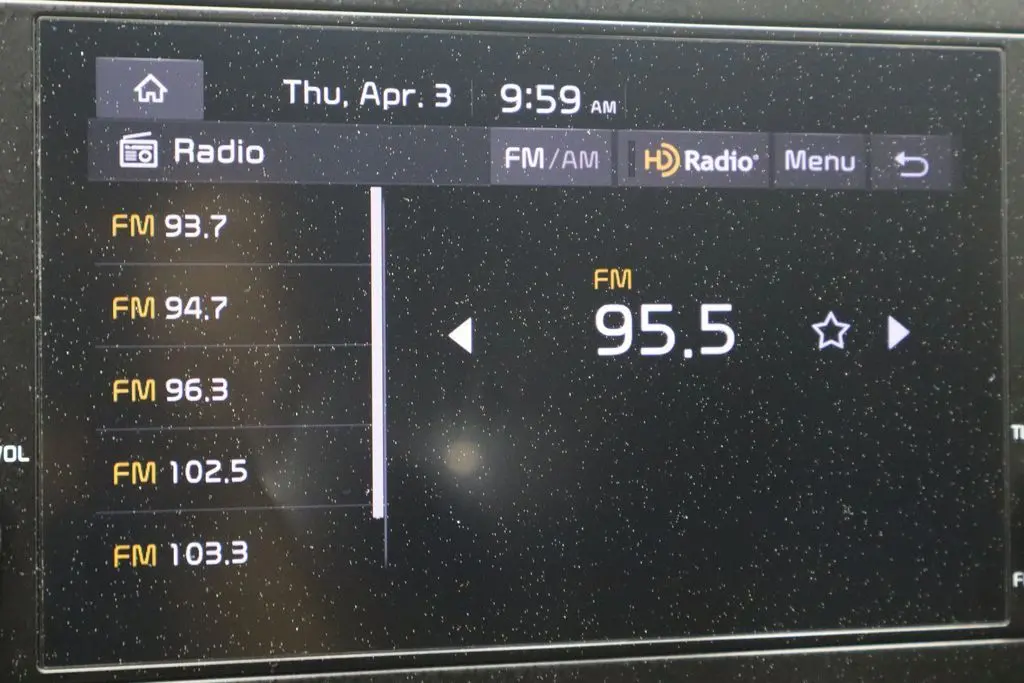 Thu, Apr. 3 9:59 AM
Radio FM/AM HD Radio® Menu
FM 93.7
FM 94.7
FM 96.3
FM 102.5
FM 103.3
FM
95.5
VOL